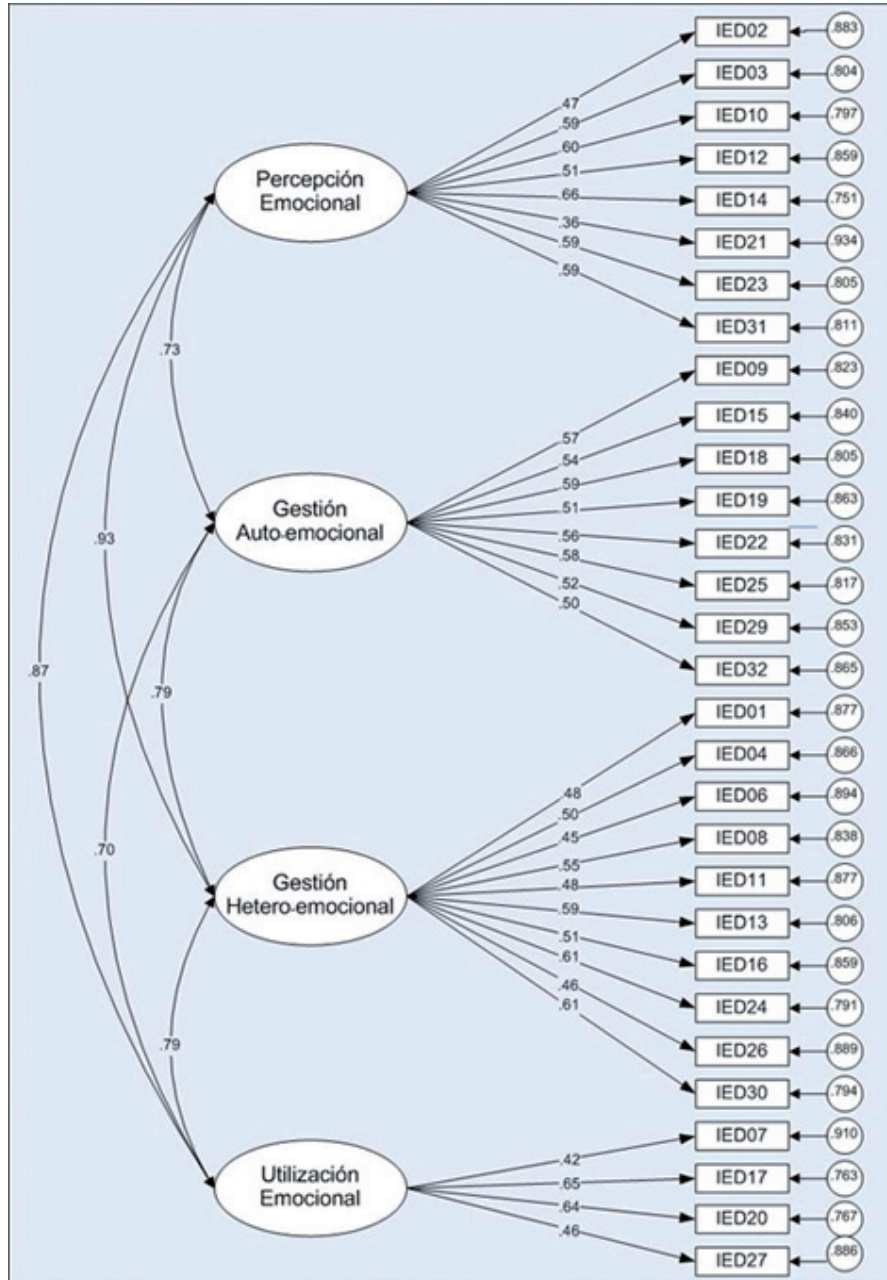 IED02
.883
.47
IED03
.804
.59
IED10
.797
.60
IED12
.859
.51
Percepción
Emocional
IED14
.751
.66
IED21
.934
.36
IED23
.805
.59
IED31
.811
.59
.73
IED09
.823
.57
IED15
.840
.54
IED18
.805
.59
IED19
.863
.51
Gestión
Auto-emocional
IED22
.831
.56
IED25
.817
.58
IED29
.853
.52
IED32
.865
.50
.93
.87
.79
IED01
.877
.48
IED04
.866
.50
IED06
.894
.45
IED08
.838
.55
.70
Gestión
Hetero-emocional
IED11
.877
.48
IED13
.806
.59
IED16
.859
.51
IED24
.791
.61
IED26
.889
.46
IED30
.794
.61
.79
IED07
.910
.42
Utilización
Emocional
IED17
.763
.65
IED20
.767
.64
IED27
.886
.46